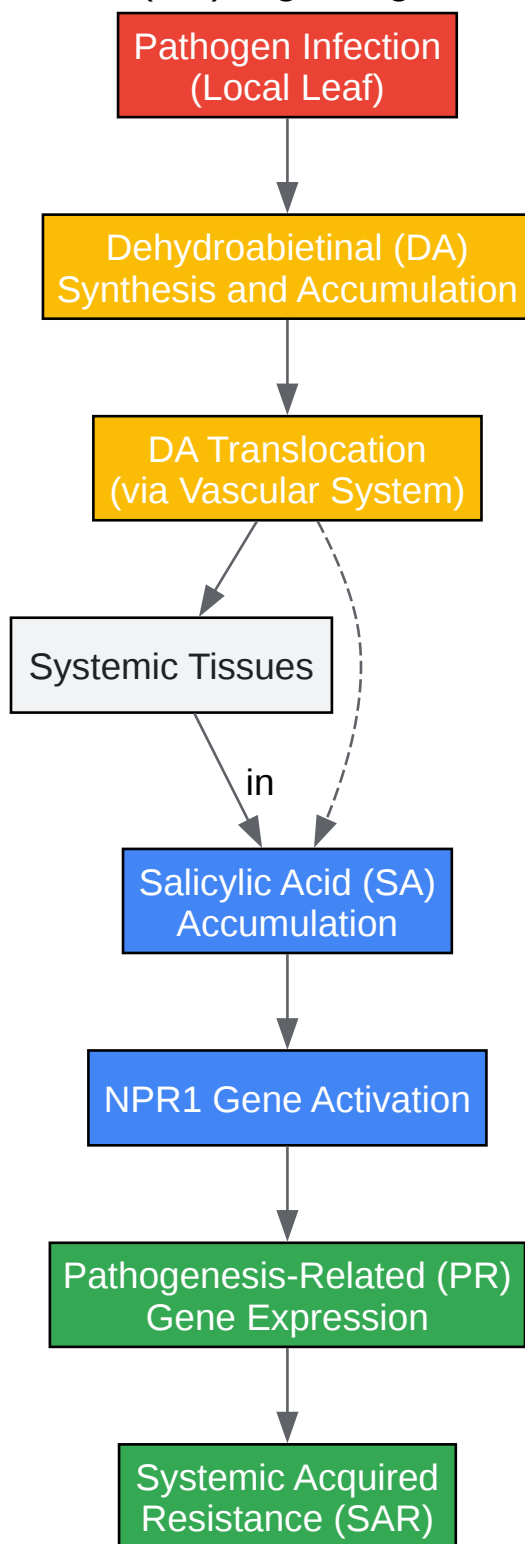 Pathogen Infection
(Local Leaf)
Dehydroabietinal (DA)
Synthesis and Accumulation
DA Translocation
(via Vascular System)
Systemic Tissues
in
Salicylic Acid (SA)
Accumulation
NPR1 Gene Activation
Pathogenesis-Related (PR)
Gene Expression
Systemic Acquired
Resistance (SAR)